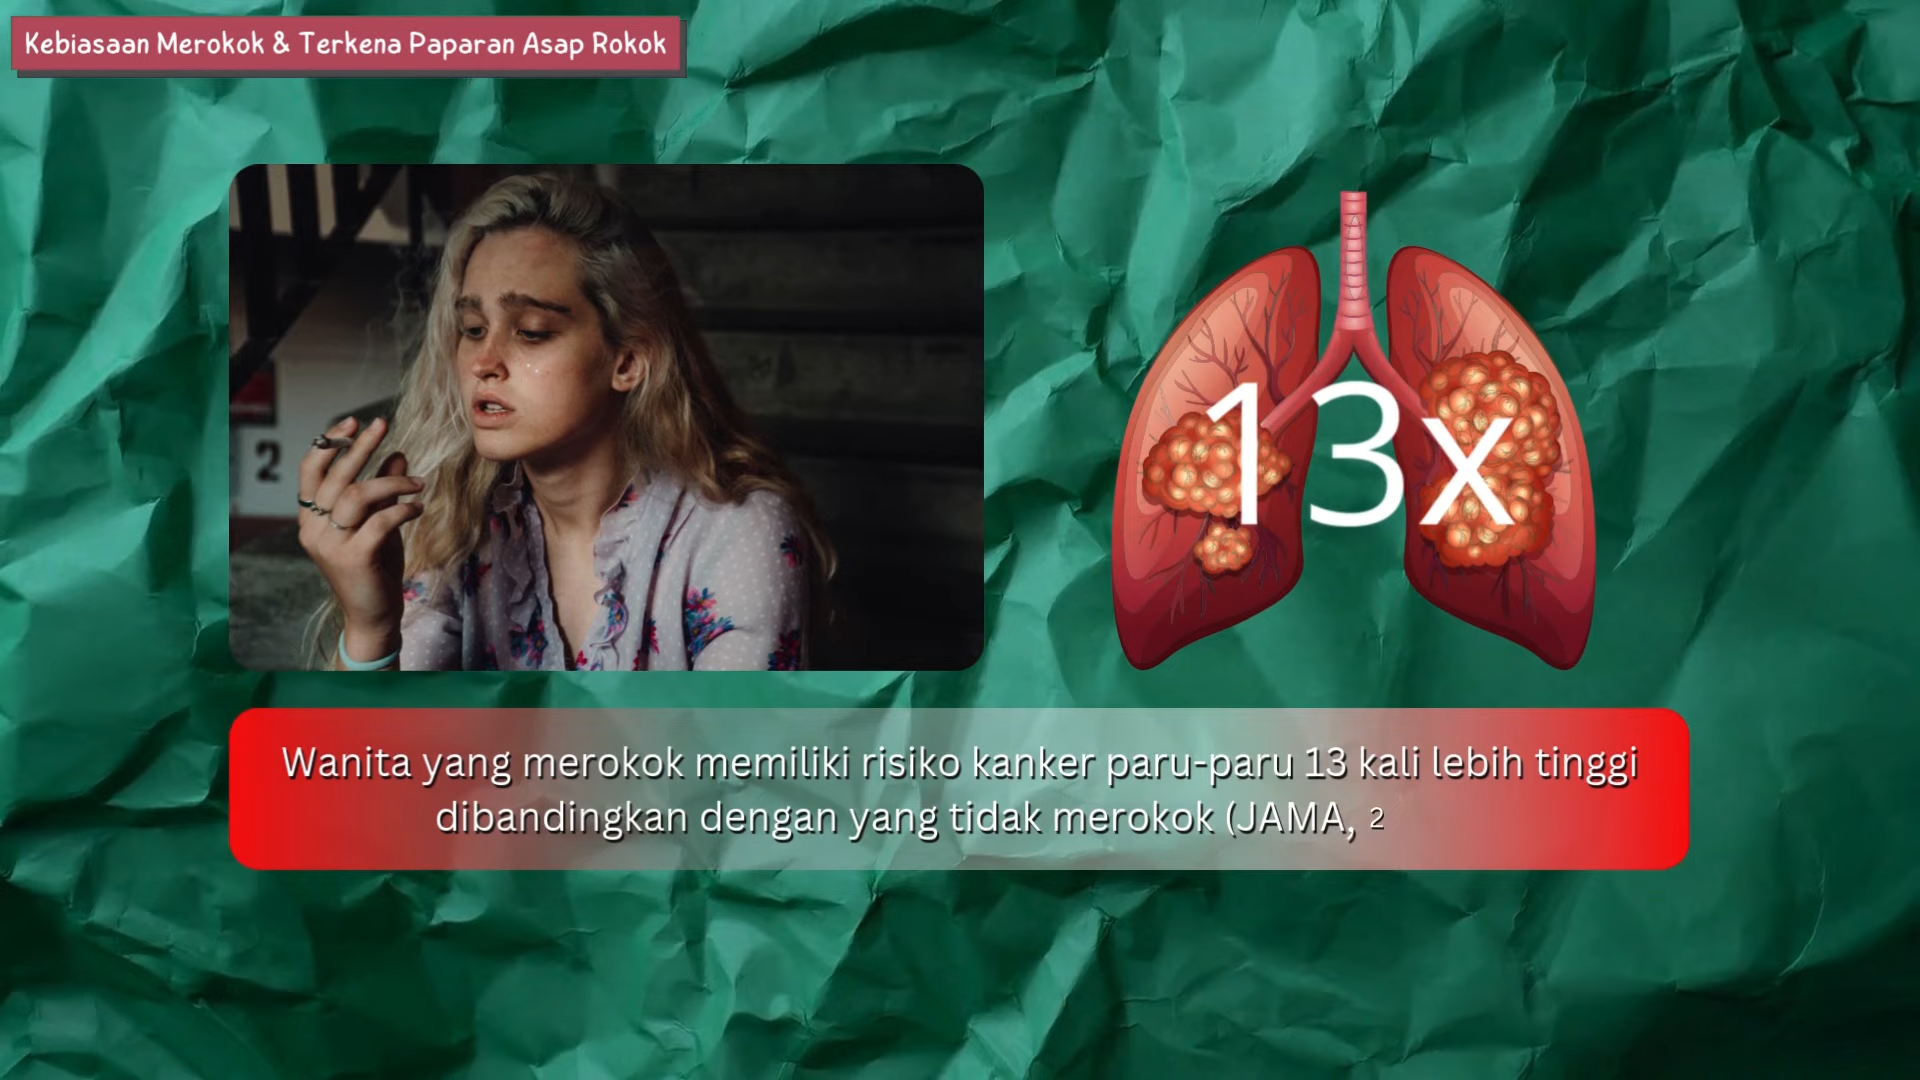 Kebiasaan Merokok & Terkena Paparan Asap Rokok
2
13x
Wanita yang merokok memiliki risiko kanker paru-paru 13 kali lebih tinggi
dibandingkan dengan yang tidak merokok (JAMA, 2